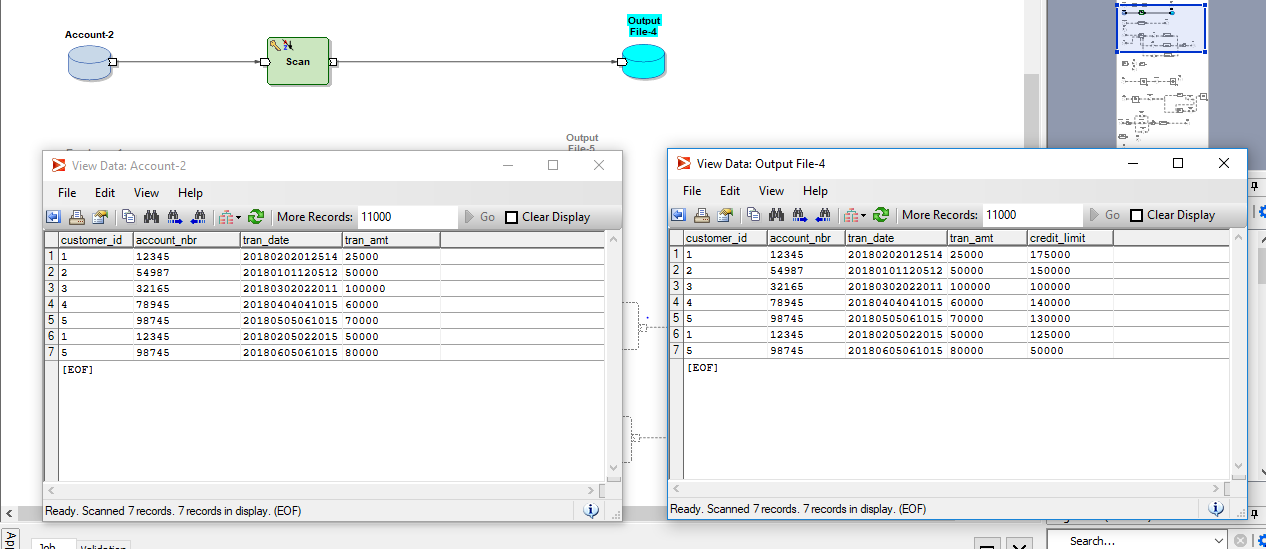 Account-2
Scan
Output
File-4
Output
File-5
View Data: Account-2
File Edit View Help
More Records: 11000 Go Clear Display
customer_id account_nbr tran_date tran_amt
1 1 12345 20180202012514 25000
2 2 54987 20180101120512 50000
3 3 32165 20180302022011 100000
4 4 78945 20180404041015 60000
5 5 98745 20180505061015 70000
6 1 12345 20180205022015 50000
7 5 98745 20180605061015 80000
[EOF]
Ready. Scanned 7 records. 7 records in display. (EOF)
View Data: Output File-4
File Edit View Help
More Records: 11000 Go Clear Display
customer_id account_nbr tran_date tran_amt credit_limit
1 1 12345 20180202012514 25000 175000
2 2 54987 20180101120512 50000 150000
3 3 32165 20180302022011 100000 100000
4 4 78945 20180404041015 60000 140000
5 5 98745 20180505061015 70000 130000
6 1 12345 20180205022015 50000 125000
7 5 98745 20180605061015 80000 50000
[EOF]
Ready. Scanned 7 records. 7 records in display. (EOF)
Job Validation
Search...